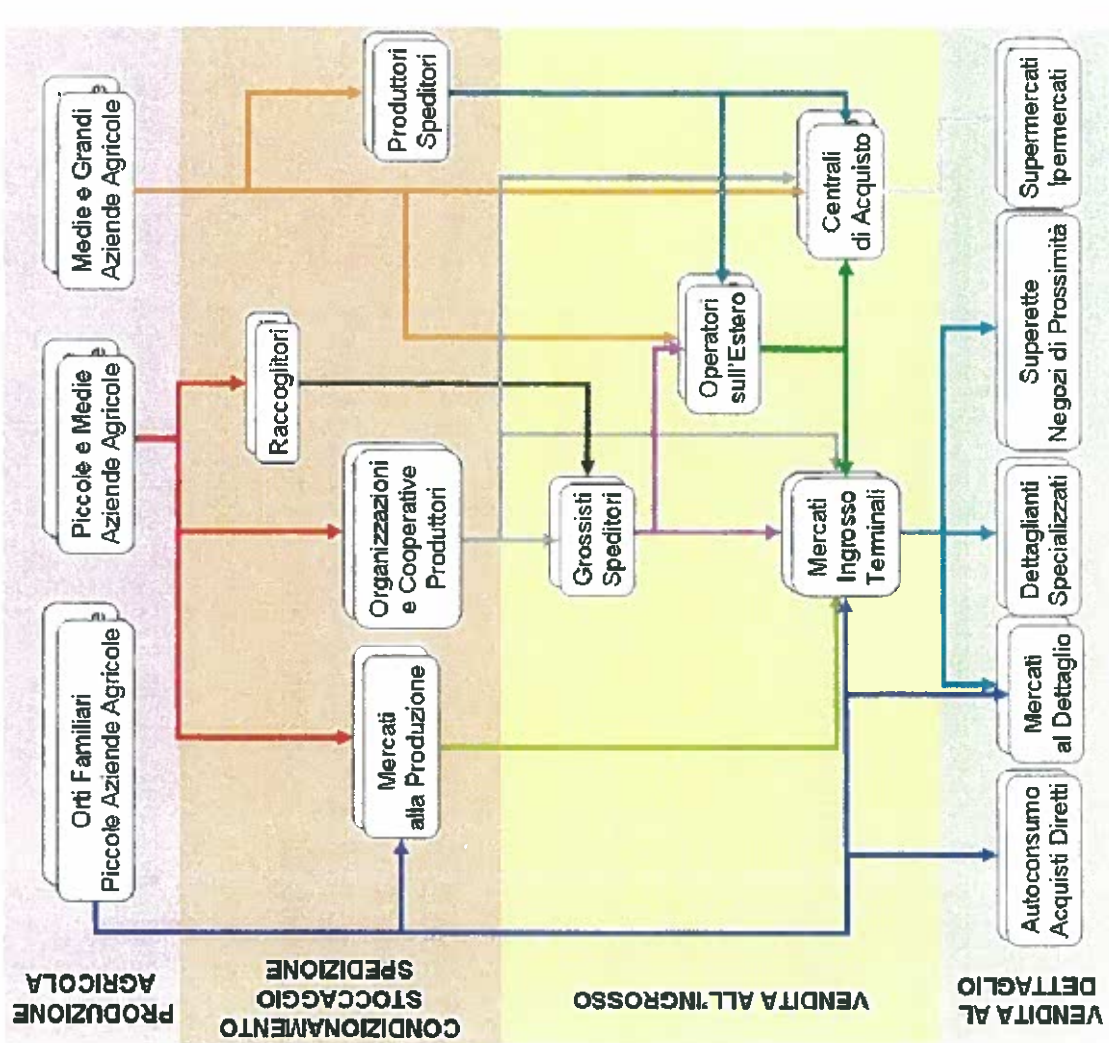 PRODUZIONE
AGRICOLA
Orti Familiari
Piccole Aziende Agricole
Piccole e Medie
Aziende Agricole
Medie e Grandi
Aziende Agricole
CONDIZIONAMENTO
STOCCAGGIO
SPEDIZIONE
Mercati
alla Produzione
Organizzazioni
e Cooperative
Produttori
Raccoglitori
Produttori
Speditori
VENDITA ALL'INGROSSO
Grossisti
Speditori
Operatori
sull'Estero
Mercati
Ingrosso
Terminali
Centrali
di Acquisto
VENDITA AL
DETTAGLIO
Autoconsumo
Acquisti Diretti
Mercati
al Dettaglio
Dettaglianti
Specializzati
Superette
Negozi di Prossimità
Supermercati
Ipermercati